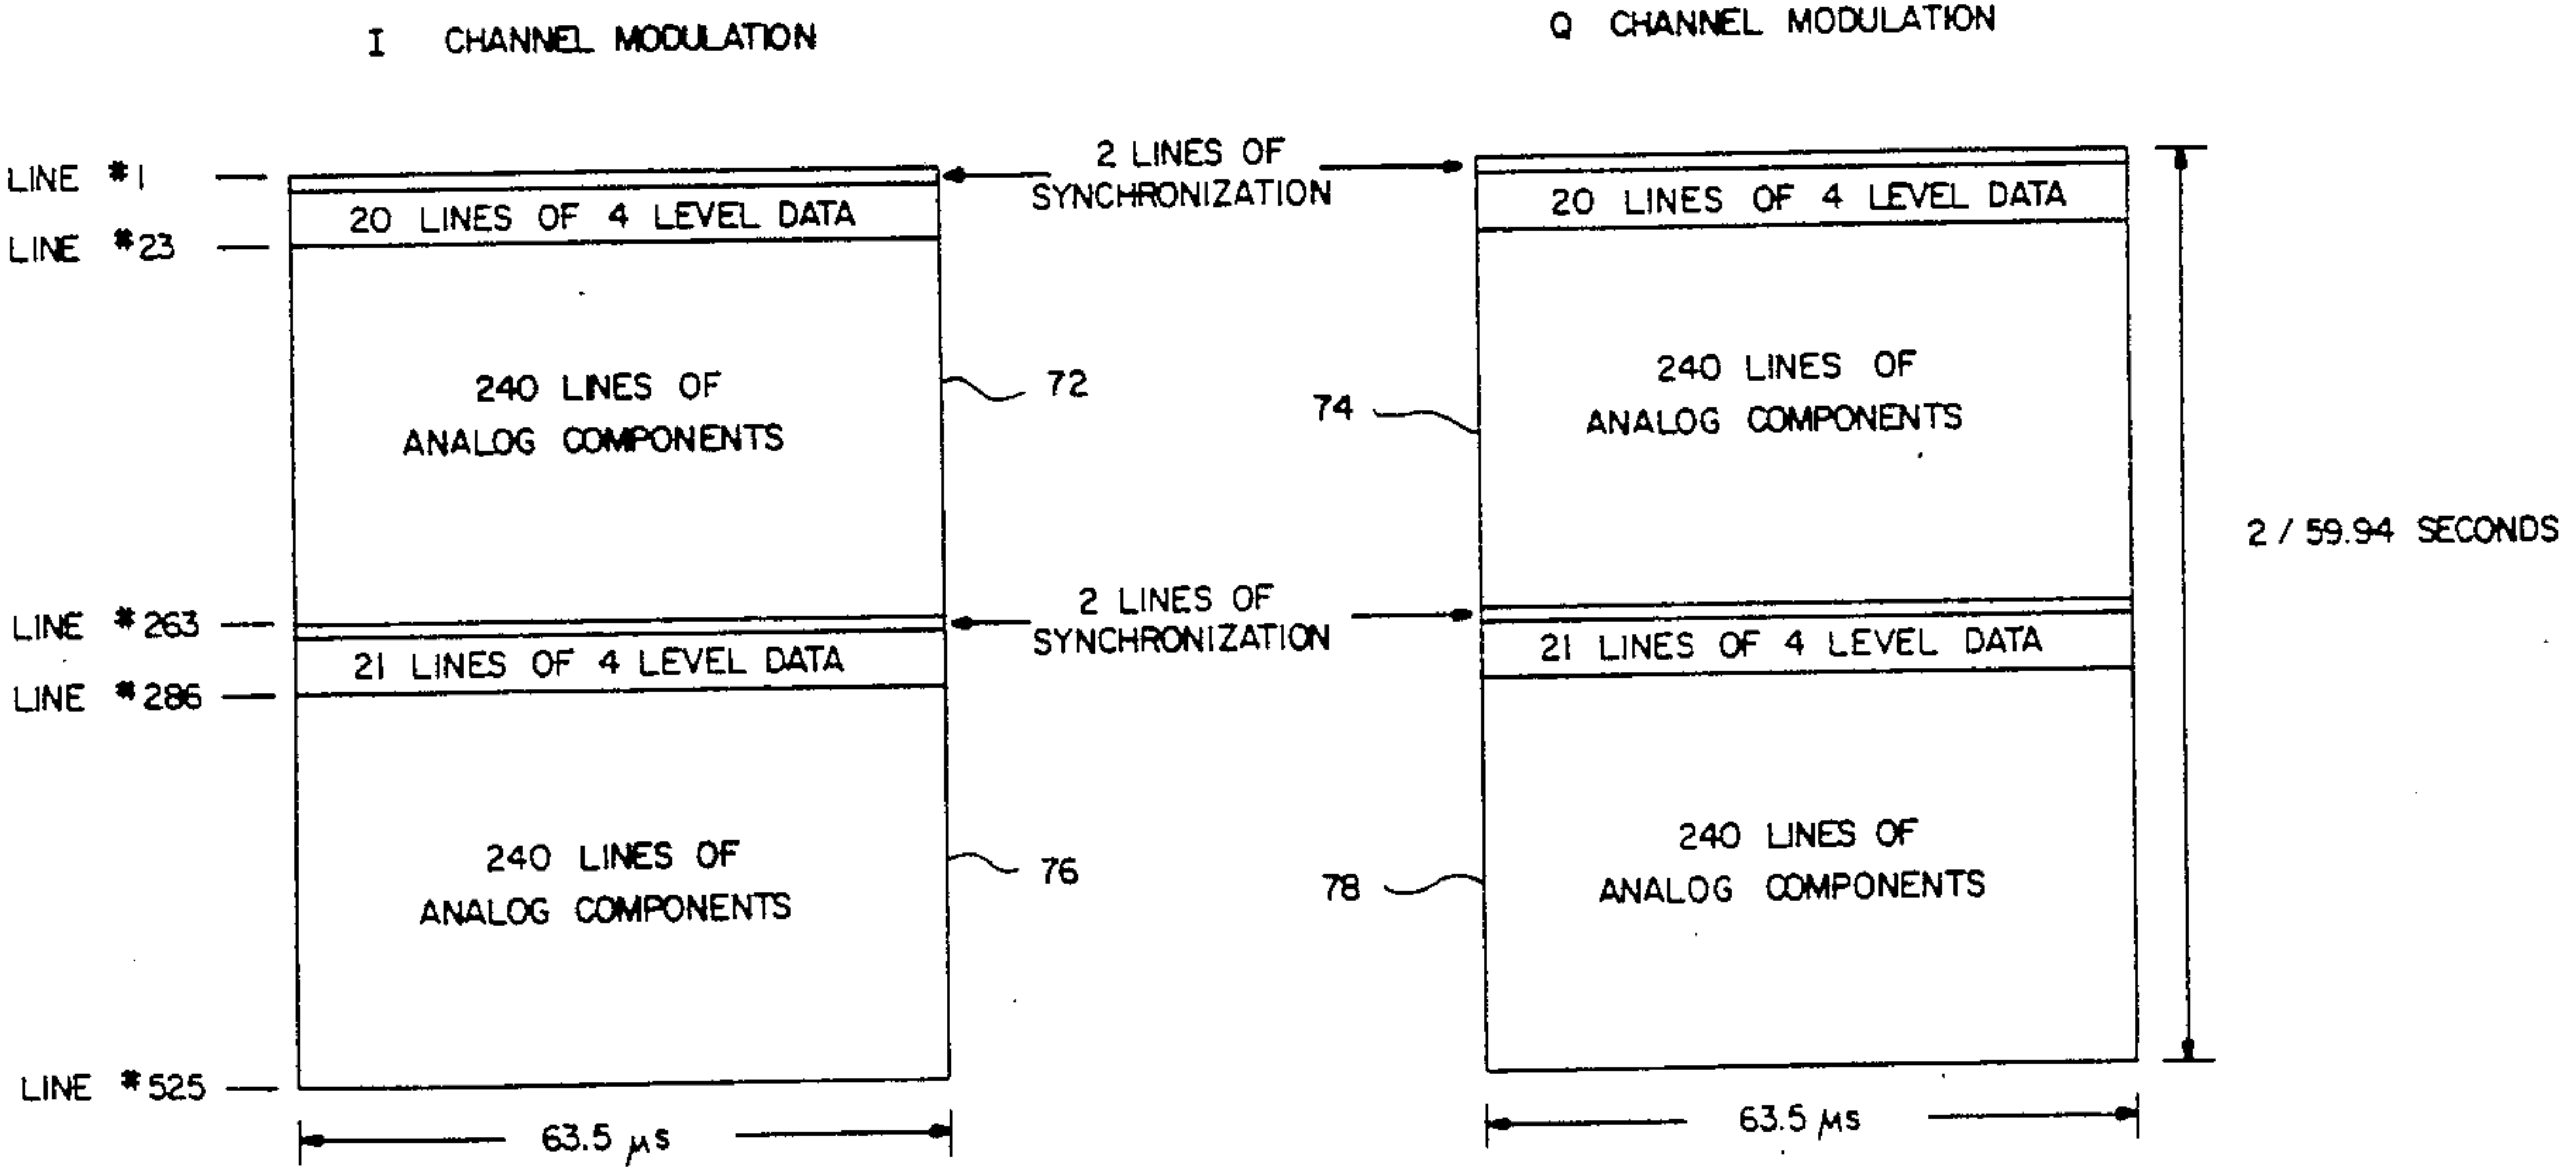 I CHANNEL MODULATION
Q CHANNEL MODULATION
LINE #1
2 LINES OF
SYNCHRONIZATION
20 LINES OF 4 LEVEL DATA
20 LINES OF 4 LEVEL DATA
LINE #23
240 LINES OF
ANALOG COMPONENTS
72
74
240 LINES OF
ANALOG COMPONENTS
2 / 59.94 SECONDS
LINE #263
2 LINES OF
SYNCHRONIZATION
21 LINES OF 4 LEVEL DATA
21 LINES OF 4 LEVEL DATA
LINE #286
240 LINES OF
ANALOG COMPONENTS
76
78
240 LINES OF
ANALOG COMPONENTS
LINE #525
63.5 μs
63.5 μs